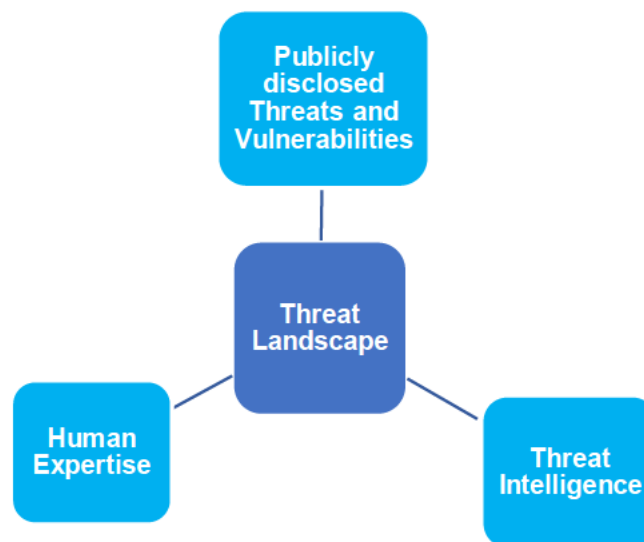 Publicly
disclosed
Threats and
Vulnerabilities
Threat
Landscape
Human
Expertise
Threat
Intelligence